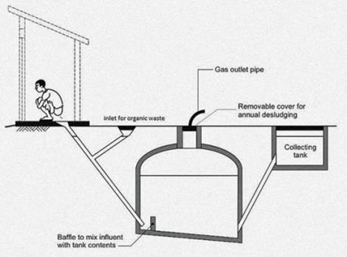 Gas outlet pipe
Removable cover for
annual desludging
inlet for organic waste
Collecting
tank
Baffle to mix influent
with tank contents